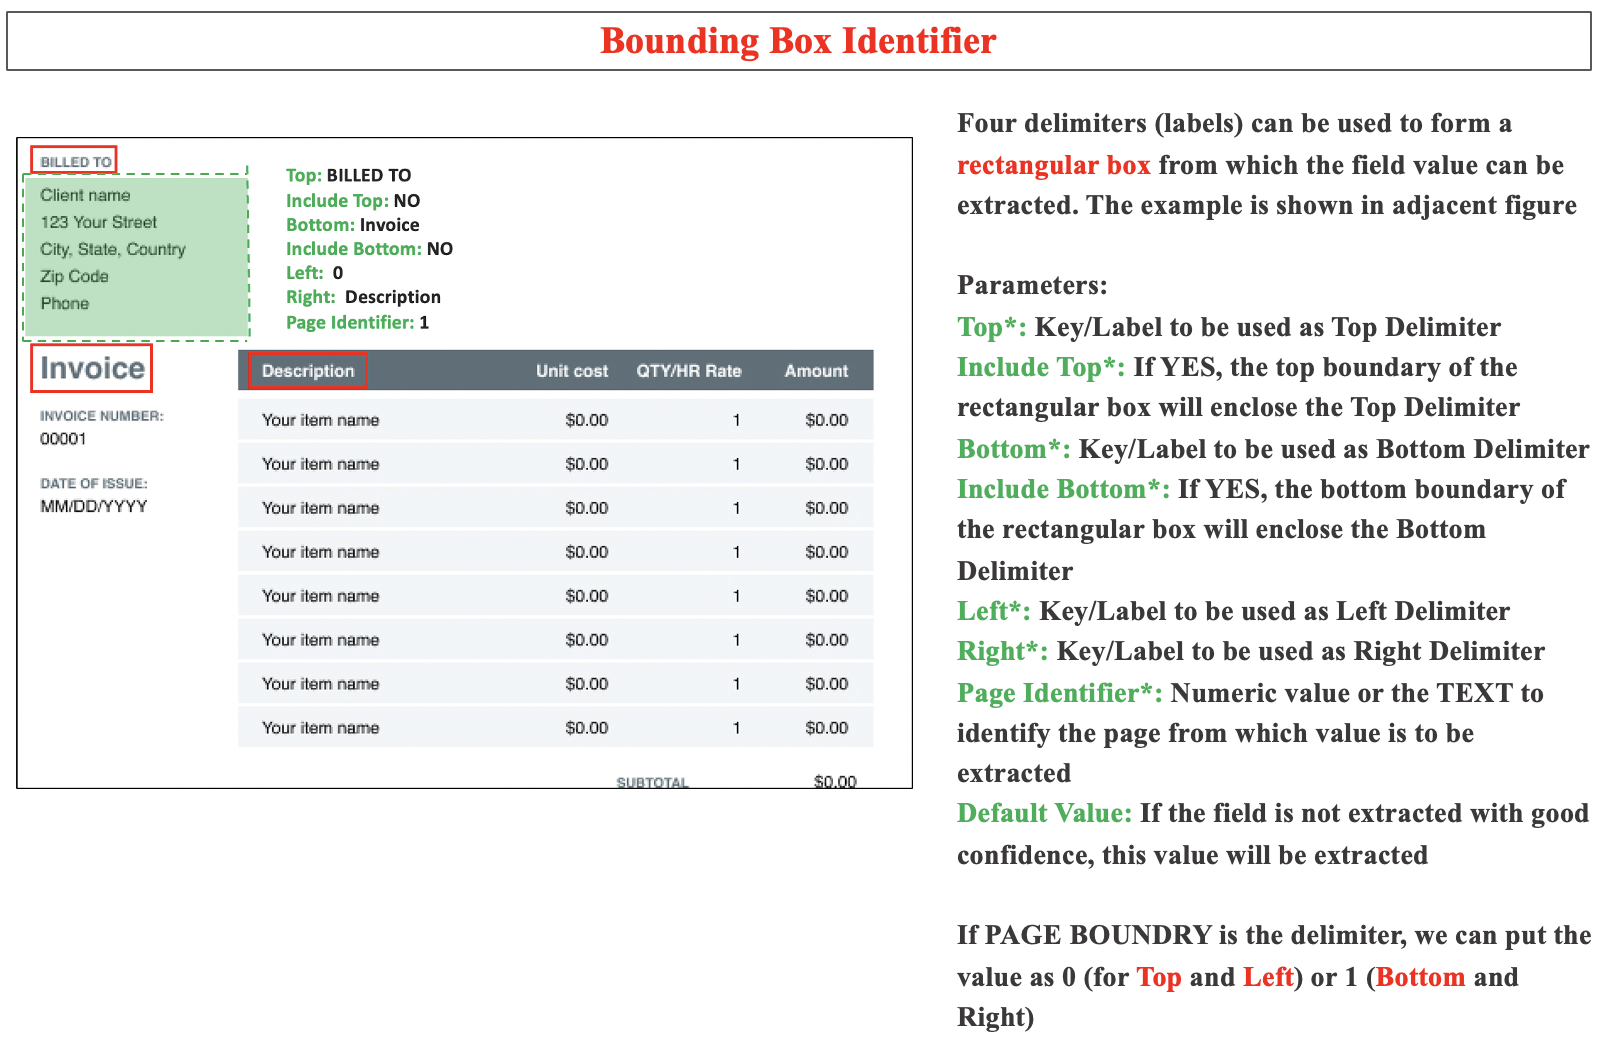 Bounding Box Identifier
BILLED TO
Client name
123 Your Street
City, State, Country
Zip Code
Phone
Top: BILLED TO
Include Top: NO
Bottom: Invoice
Include Bottom: NO
Left: 0
Right: Description
Page Identifier: 1
Invoice
INVOICE NUMBER:
00001
DATE OF ISSUE:
MM/DD/YYYY
Description Unit cost QTY/HR Rate Amount
Your item name $0.00 1 $0.00
Your item name $0.00 1 $0.00
Your item name $0.00 1 $0.00
Your item name $0.00 1 $0.00
Your item name $0.00 1 $0.00
Your item name $0.00 1 $0.00
Your item name $0.00 1 $0.00
Your item name $0.00 1 $0.00
SUBTOTAL $0.00
Four delimiters (labels) can be used to form a
rectangular box from which the field value can be
extracted. The example is shown in adjacent figure
Parameters:
Top*: Key/Label to be used as Top Delimiter
Include Top*: If YES, the top boundary of the
rectangular box will enclose the Top Delimiter
Bottom*: Key/Label to be used as Bottom Delimiter
Include Bottom*: If YES, the bottom boundary of
the rectangular box will enclose the Bottom
Delimiter
Left*: Key/Label to be used as Left Delimiter
Right*: Key/Label to be used as Right Delimiter
Page Identifier*: Numeric value or the TEXT to
identify the page from which value is to be
extracted
Default Value: If the field is not extracted with good
confidence, this value will be extracted
If PAGE BOUNDRY is the delimiter, we can put the
value as 0 (for Top and Left) or 1 (Bottom and
Right)